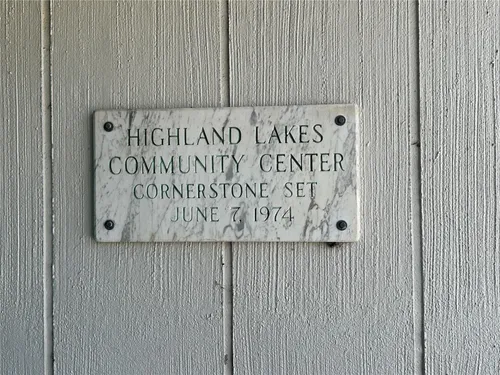 HIGHLAND LAKES
COMMUNITY CENTER
CORNERSTONE SET
JUNE 7, 1974